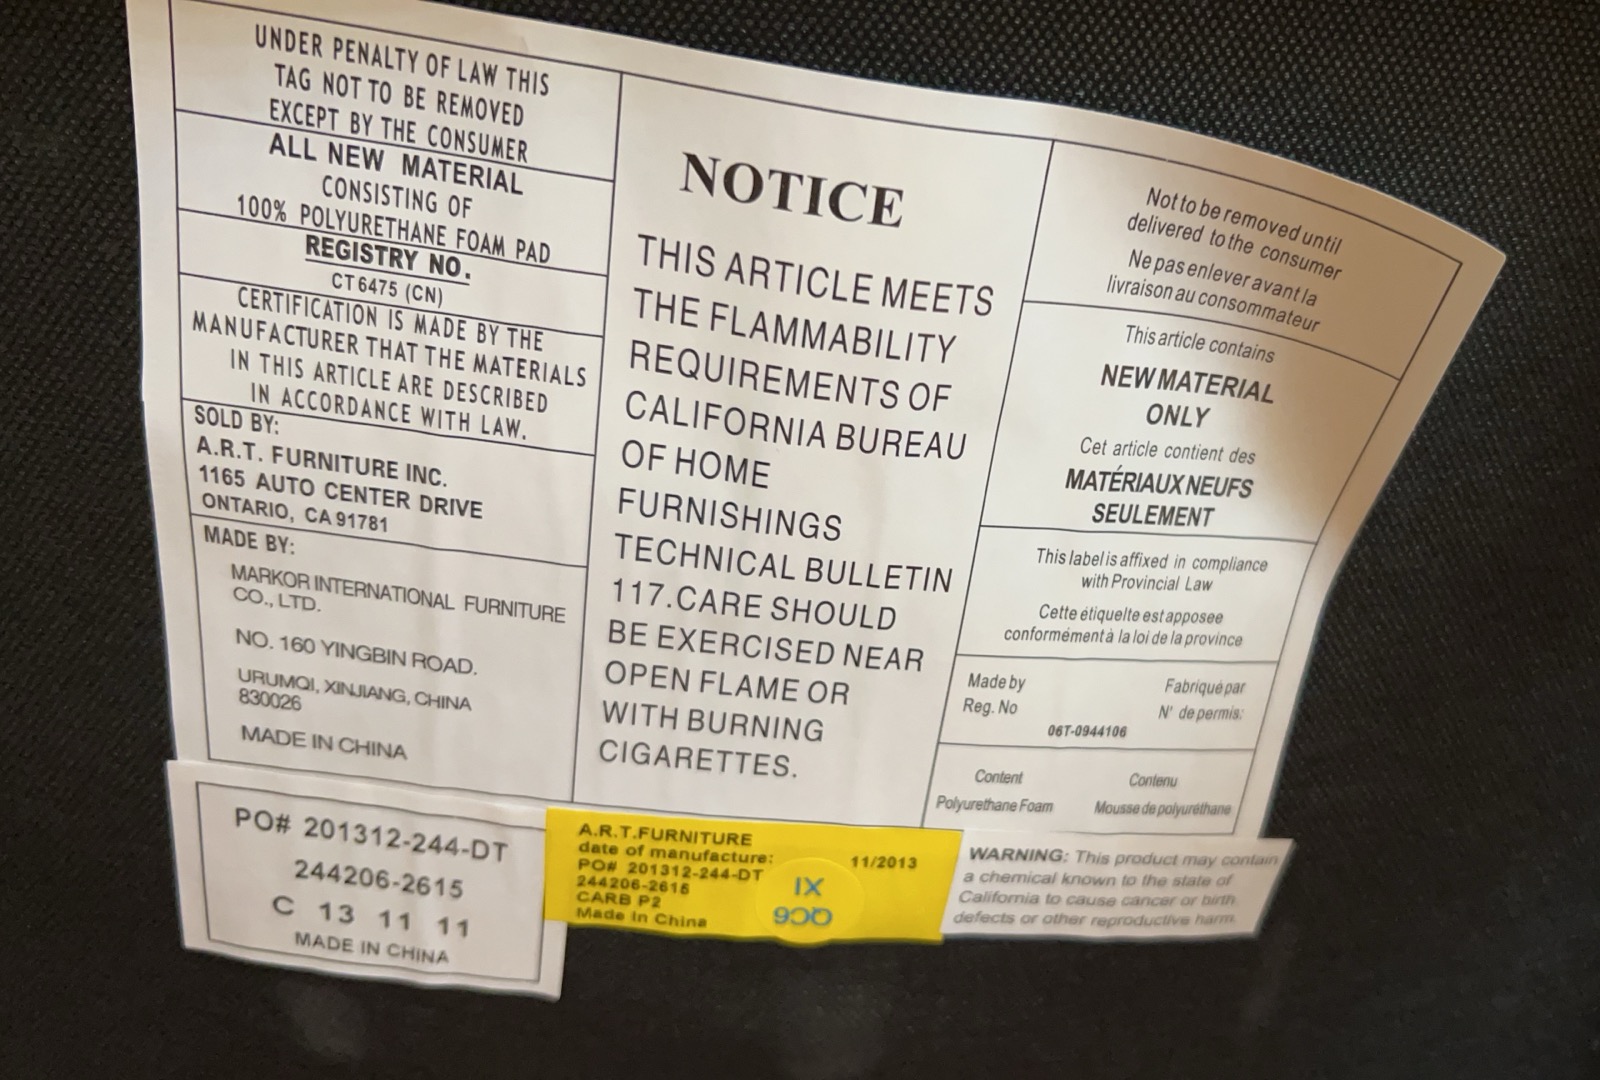 UNDER PENALTY OF LAW THIS
TAG NOT TO BE REMOVED
EXCEPT BY THE CONSUMER
ALL NEW MATERIAL
CONSISTING OF
100% POLYURETHANE FOAM PAD
REGISTRY NO.
CT6475 (CN)
CERTIFICATION IS MADE BY THE
MANUFACTURER THAT THE MATERIALS
IN THIS ARTICLE ARE DESCRIBED
IN ACCORDANCE WITH LAW.
SOLD BY:
A.R.T. FURNITURE INC.
1165 AUTO CENTER DRIVE
ONTARIO, CA 91781
MADE BY:
MARKOR INTERNATIONAL FURNITURE
CO., LTD.
NO. 160 YINGBIN ROAD.
URUMQI, XINJIANG, CHINA
830026
MADE IN CHINA
NOTICE
THIS ARTICLE MEETS
THE FLAMMABILITY
REQUIREMENTS OF
CALIFORNIA BUREAU
OF HOME
FURNISHINGS
TECHNICAL BULLETIN
117.CARE SHOULD
BE EXERCISED NEAR
OPEN FLAME OR
WITH BURNING
CIGARETTES.
Not to be removed until
delivered to the consumer
Ne pas enlever avant la
livraison au consommateur
This article contains
NEW MATERIAL
ONLY
Cet article contient des
MATÉRIAUX NEUFS
SEULEMENT
This label is affixed in compliance
with Provincial Law
Cette étiquelte est apposee
conformément à la loi de la province
Made by Fabriqué par
Reg. No N' de permis:
06T-0944106
Content Contenu
Polyurethane Foam Mousse de polyuréthane
PO# 201312-244-DT
244206-2615
C 13 11 11
MADE IN CHINA
A.R.T.FURNITURE
date of manufacture: 11/2013
PO# 201312-244-DT
244206-2615
CARB P2
Made In China
XI
QC6
WARNING: This product may contain
a chemical known to the state of
California to cause cancer or birth
defects or other reproductive harm.